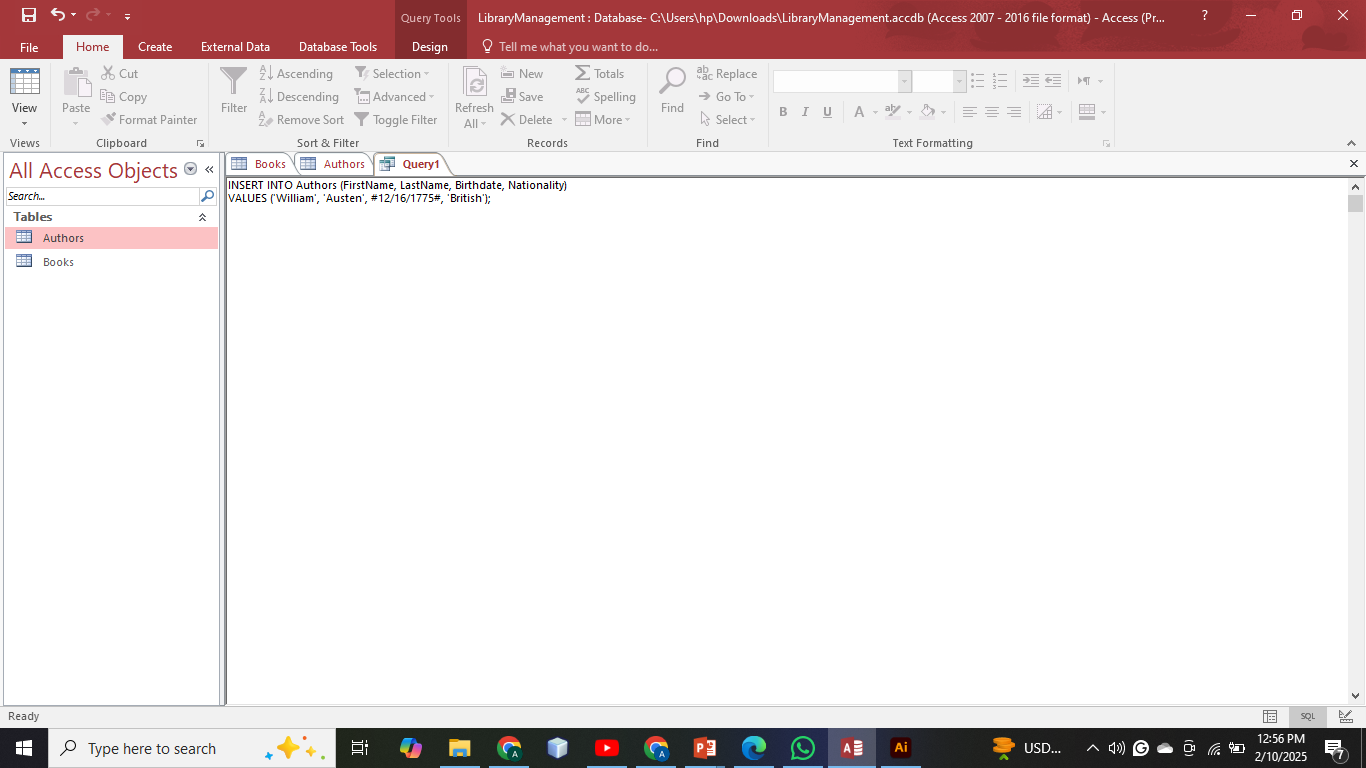 Query Tools
LibraryManagement : Database- C:\Users\hp\Downloads\LibraryManagement.accdb (Access 2007 - 2016 file format) - Access (Pr...
?
File Home Create External Data Database Tools Design Tell me what you want to do...
View
Views
Paste
Cut
Copy
Format Painter
Clipboard
Filter
Ascending
Descending
Remove Sort
Selection
Advanced
Toggle Filter
Sort & Filter
Refresh
All
New
Save
Delete
Totals
Spelling
More
Records
Find
Replace
Go To
Select
Find
B I U A
Text Formatting
All Access Objects
Search...
Tables
Authors
Books
Books Authors Query1
INSERT INTO Authors (FirstName, LastName, Birthdate, Nationality)
VALUES ('William', 'Austen', #12/16/1775#, 'British');
Ready
SQL
Type here to search
Ai
USD...
12:56 PM
2/10/2025
7